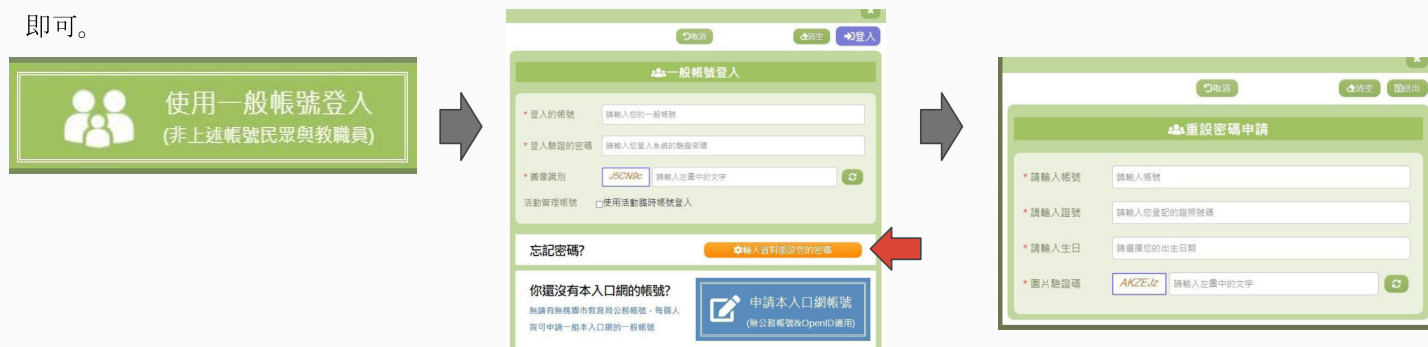 即可。
使用一般帳號登入
(非上述帳號民眾與教職員)
取消
清空
登入
一般帳號登入
* 登入的帳號
請輸入您的一般帳號
* 登入驗證的密碼
請輸入您登入系統的驗證密碼
* 圖像識別
J5CN9c
請輸入左圖中的文字
活動管理帳號
使用活動臨時帳號登入
忘記密碼?
輸入資料重設您的密碼
你還沒有本入口網的帳號?
無論有無桃園市教育局公務帳號，每個人
皆可申請一組本入口網的一般帳號
申請本入口網帳號
(無公務帳號&OpenID適用)
取消
清空
送出
重設密碼申請
* 請輸入帳號
請輸入帳號
* 請輸入證號
請輸入您登記的證照號碼
* 請輸入生日
請選擇您的出生日期
* 圖片驗證碼
AKZEJz
請輸入左圖中的文字